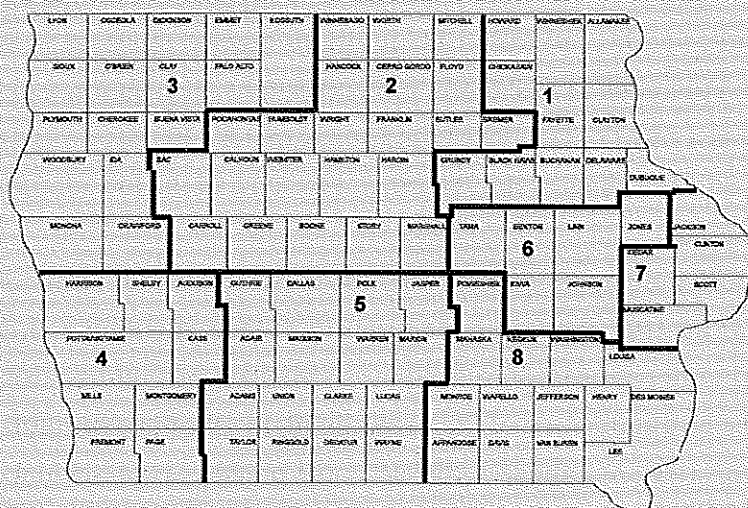 LYON OSCEOLA DICKINSON EMMET KOSSUTH WINNEBAGO WORTH MITCHELL HOWARD WINNESHIEK ALLAMAKEE
SIOUX O'BRIEN CLAY PALO ALTO HANCOCK CERRO GORDO FLOYD CHICKASAW
3 2 1
PLYMOUTH CHEROKEE BUENA VISTA POCAHONTAS HUMBOLDT WRIGHT FRANKLIN BUTLER BREMER FAYETTE CLAYTON
WOODBURY IDA SAC CALHOUN WEBSTER HAMILTON HARDIN GRUNDY BLACK HAWK BUCHANAN DELAWARE
DUBUQUE
MONONA CRAWFORD CARROLL GREENE BOONE STORY MARSHALL TAMA BENTON LINN JONES JACKSON
CLINTON
6
CEDAR
7
HARRISON SHELBY AUDUBON GUTHRIE DALLAS POLK JASPER POWESHIEK IOWA JOHNSON SCOTT
5
MUSCATINE
POTTAWATTAMIE CASS ADAIR MADISON WARREN MARION MAHASKA KEOKUK WASHINGTON
4 8
LOUISA
MILLS MONTGOMERY ADAMS UNION CLARKE LUCAS MONROE WAPELLO JEFFERSON HENRY DES MOINES
FREMONT PAGE TAYLOR RINGGOLD DECATUR WAYNE APPANOOSE DAVIS VAN BUREN
LEE